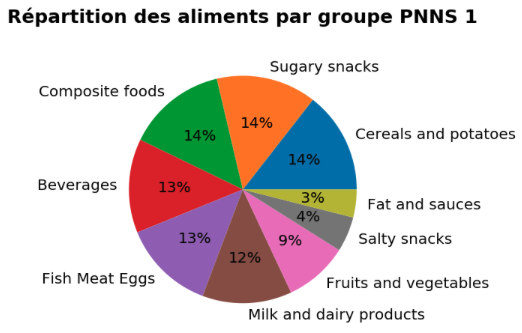 Répartition des aliments par groupe PNNS 1
Sugary snacks
Composite foods
14%
14%
Cereals and potatoes
14%
Beverages
13%
3%
Fat and sauces
4%
Salty snacks
13%
9%
12%
Fish Meat Eggs
Fruits and vegetables
Milk and dairy products